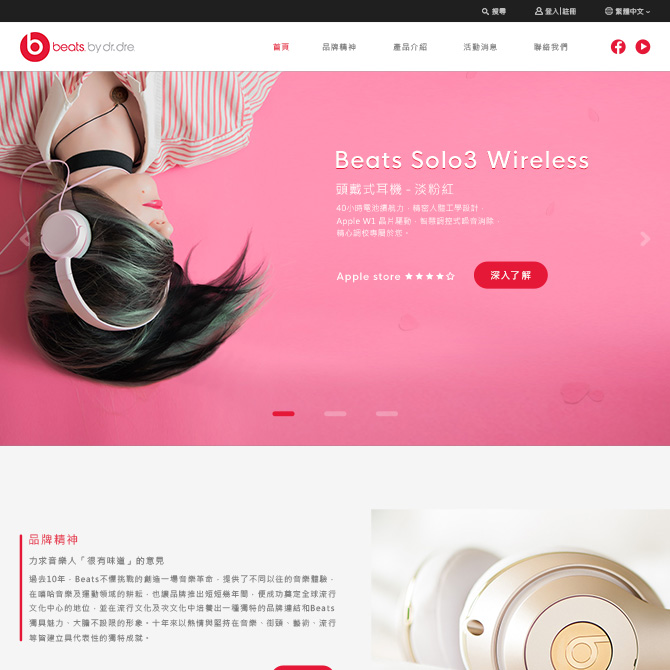 搜尋
登入|註冊
繁體中文
b beats. by dr. dre.
首頁
品牌精神
產品介紹
活動消息
聯絡我們
Beats Solo3 Wireless
頭戴式耳機 - 淡粉紅
40小時電池續航力，精密人體工學設計，
Apple W1 晶片驅動，智慧調控式噪音消除，
精心調校專屬於您。
Apple store ★★★★☆
深入了解
品牌精神
力求音樂人「很有味道」的意見
過去10年，Beats不懼挑戰的創造一場音樂革命，提供了不同以往的音樂體驗，
在嘻哈音樂及運動領域的耕耘，也讓品牌推出短短幾年間，便成功奠定全球流行
文化中心的地位，並在流行文化及次文化中培養出一種獨特的品牌連結和Beats
獨具魅力、大膽不設限的形象。十年來以熱情與堅持在音樂、街頭、藝術、流行
等皆建立具代表性的獨特成就。